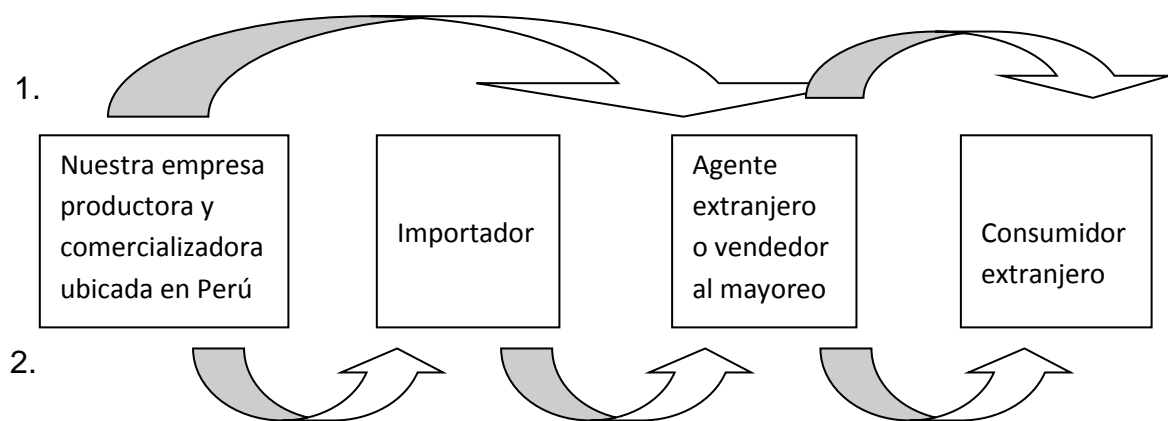 1.
Nuestra empresa
productora y
comercializadora
ubicada en Perú
Importador
Agente
extranjero
o vendedor
al mayoreo
Consumidor
extranjero
2.